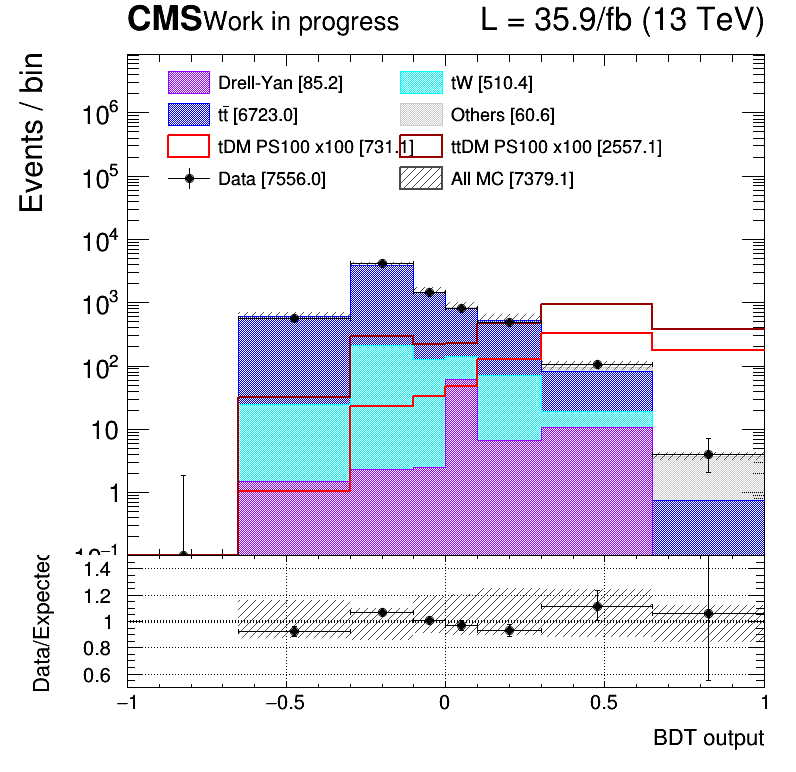 CMS Work in progress L = 35.9/fb (13 TeV)
Events / bin
Drell-Yan [85.2] tW [510.4]
tt̄ [6723.0] Others [60.6]
tDM PS100 x100 [731.1] ttDM PS100 x100 [2557.1]
Data [7556.0] All MC [7379.1]
10⁶
10⁵
10⁴
10³
10²
10
1
10⁻¹
Data/Expected
1.4
1.2
1
0.8
0.6
−1 −0.5 0 0.5 1
BDT output